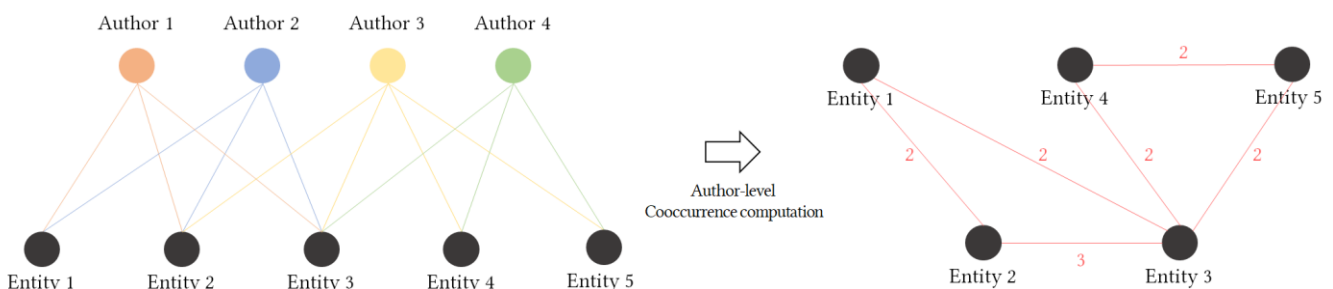 Author 1
Author 2
Author 3
Author 4
Entity 1
Entity 2
Entity 3
Entity 4
Entity 5
Author-level
Cooccurrence computation
Entity 1
Entity 4
2
Entity 5
2
2
2
2
Entity 2
3
Entity 3